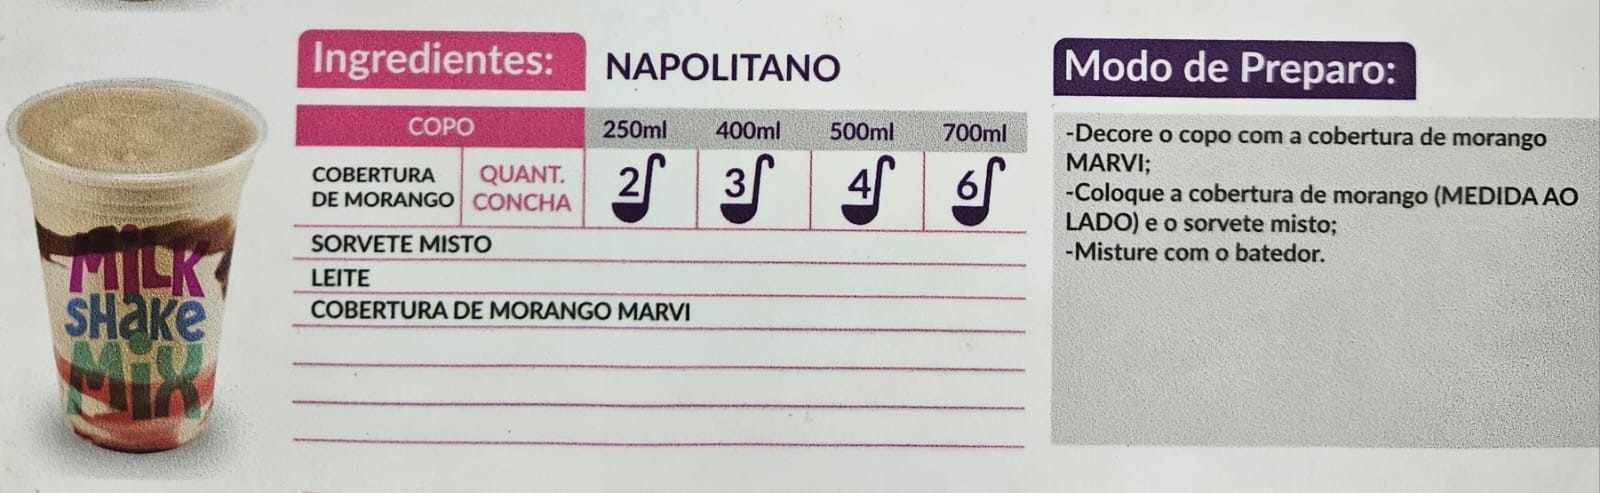 Ingredientes:
NAPOLITANO
COPO 250ml 400ml 500ml 700ml
COBERTURA
DE MORANGO
QUANT.
CONCHA
2 3 4 6
SORVETE MISTO
LEITE
COBERTURA DE MORANGO MARVI
Modo de Preparo:
-Decore o copo com a cobertura de morango
MARVI;
-Coloque a cobertura de morango (MEDIDA AO
LADO) e o sorvete misto;
-Misture com o batedor.
MiLK
sHake
MiX